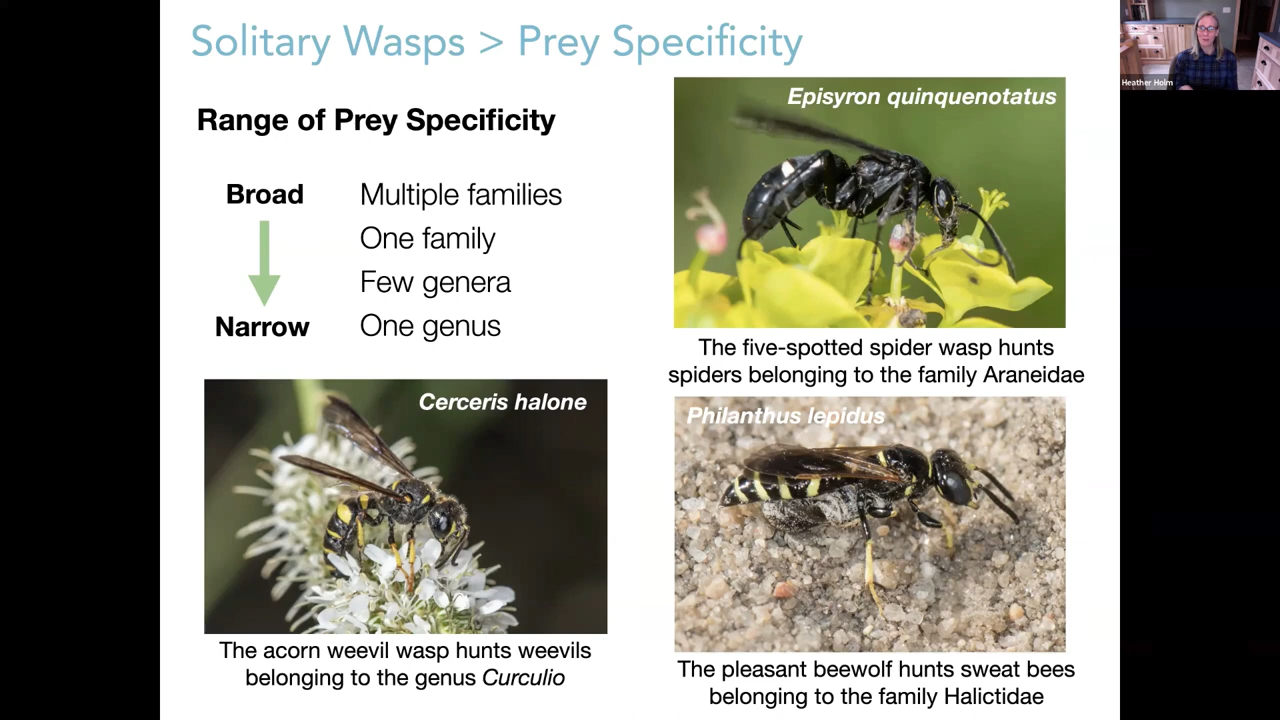 Solitary Wasps > Prey Specificity
Heather Holm
Range of Prey Specificity
Broad
Multiple families
One family
Few genera
Narrow
One genus
Episyron quinquenotatus
The five-spotted spider wasp hunts
spiders belonging to the family Araneidae
Cerceris halone
The acorn weevil wasp hunts weevils
belonging to the genus Curculio
Philanthus lepidus
The pleasant beewolf hunts sweat bees
belonging to the family Halictidae